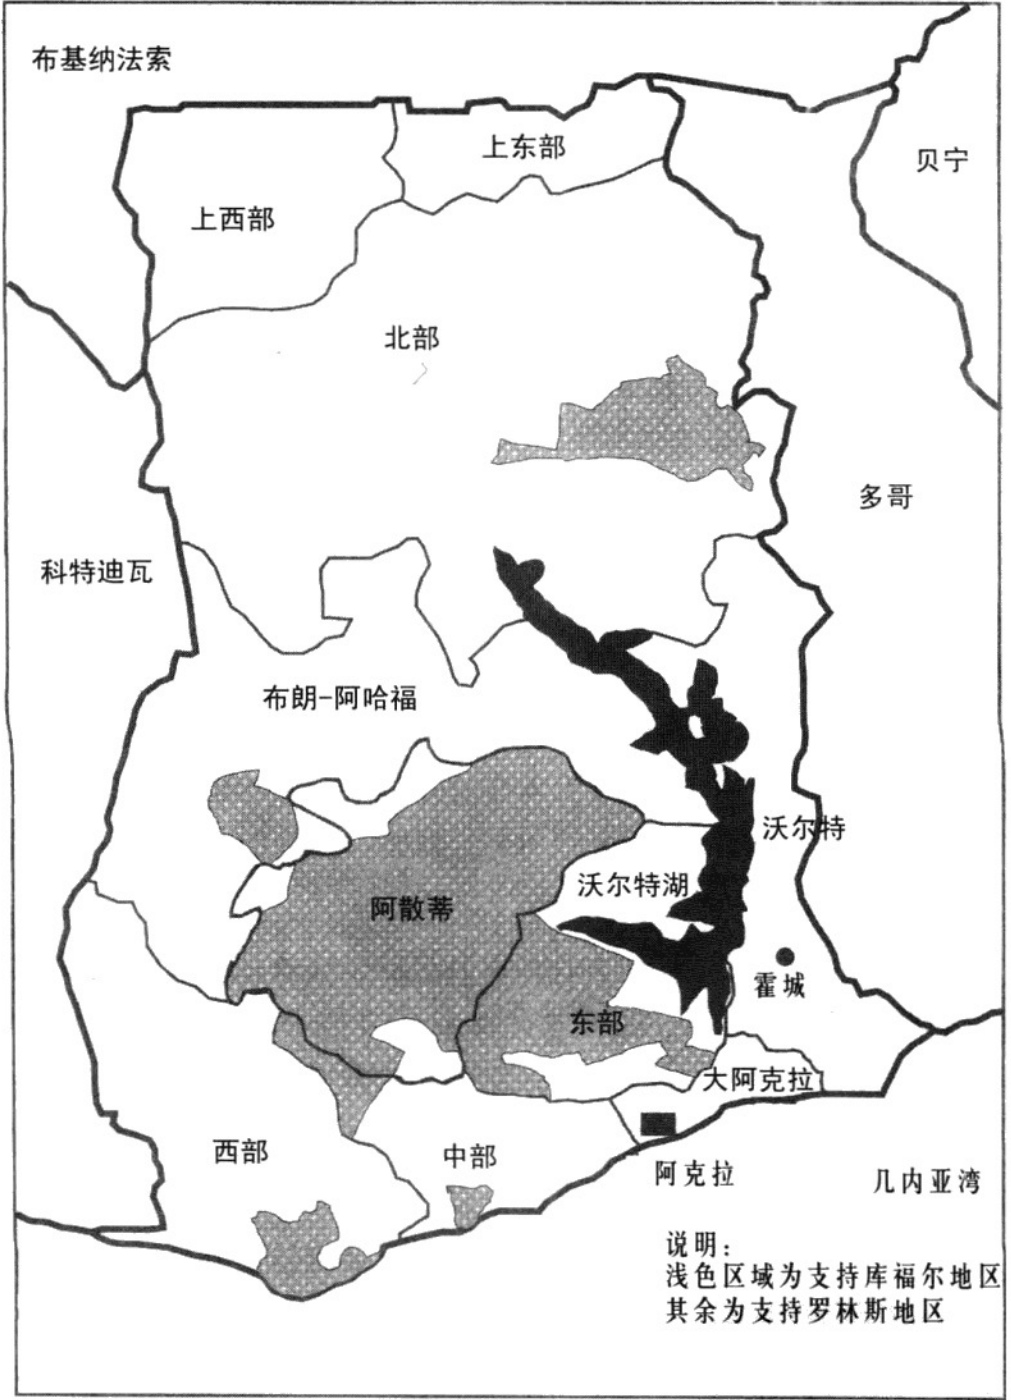 布基纳法索
上东部
贝宁
上西部
北部
多哥
科特迪瓦
布朗-阿哈福
沃尔特
沃尔特湖
阿散蒂
霍城
东部
大阿克拉
西部
中部
阿克拉
几内亚湾
说明：
浅色区域为支持库福尔地区
其余为支持罗林斯地区